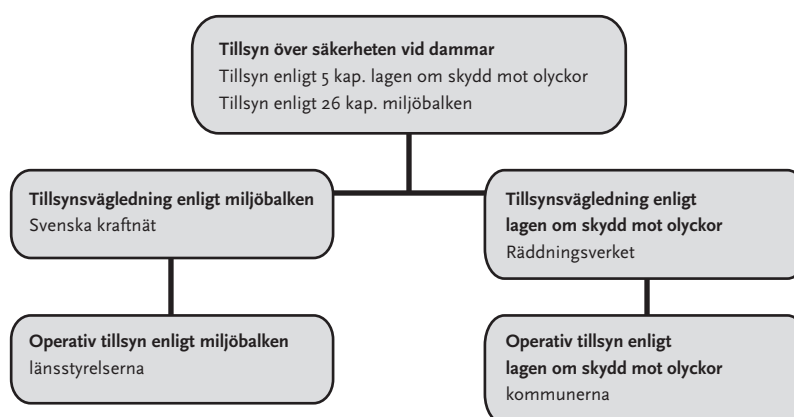 Tillsyn över säkerheten vid dammar
Tillsyn enligt 5 kap. lagen om skydd mot olyckor
Tillsyn enligt 26 kap. miljöbalken
Tillsynsvägledning enligt miljöbalken
Svenska kraftnät
Tillsynsvägledning enligt
lagen om skydd mot olyckor
Räddningsverket
Operativ tillsyn enligt miljöbalken
länsstyrelserna
Operativ tillsyn enligt
lagen om skydd mot olyckor
kommunerna